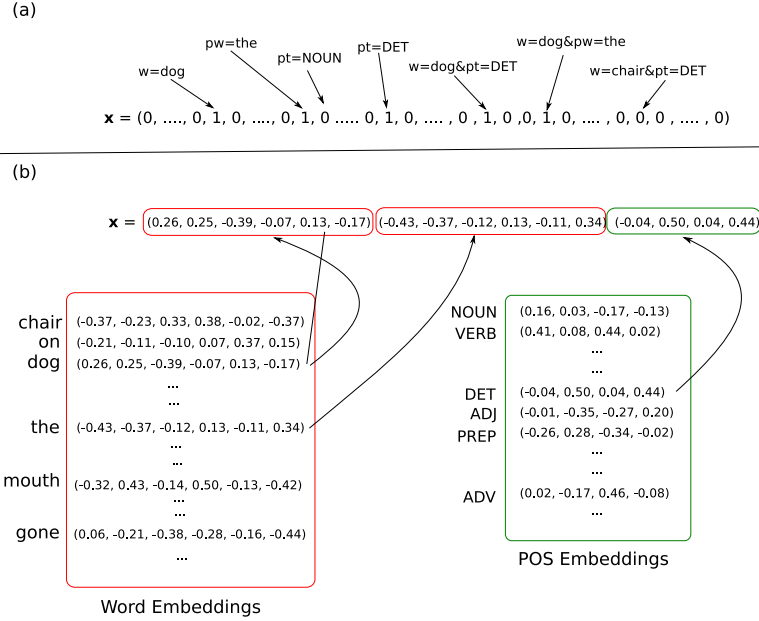 (a)
w=dog
pw=the
pt=NOUN
pt=DET
w=dog&pt=DET
w=dog&pw=the
w=chair&pt=DET
x = (0, ...., 0, 1, 0, ...., 0, 1, 0 ..... 0, 1, 0, .... , 0 , 1, 0 ,0, 1, 0, .... , 0, 0, 0 , .... , 0)
(b)
x = (0.26, 0.25, -0.39, -0.07, 0.13, -0.17) (-0.43, -0.37, -0.12, 0.13, -0.11, 0.34) (-0.04, 0.50, 0.04, 0.44)
chair (-0.37, -0.23, 0.33, 0.38, -0.02, -0.37)
on (-0.21, -0.11, -0.10, 0.07, 0.37, 0.15)
dog (0.26, 0.25, -0.39, -0.07, 0.13, -0.17)
...
...
the (-0.43, -0.37, -0.12, 0.13, -0.11, 0.34)
...
...
mouth (-0.32, 0.43, -0.14, 0.50, -0.13, -0.42)
...
...
gone (0.06, -0.21, -0.38, -0.28, -0.16, -0.44)
...
Word Embeddings
NOUN (0.16, 0.03, -0.17, -0.13)
VERB (0.41, 0.08, 0.44, 0.02)
...
...
DET (-0.04, 0.50, 0.04, 0.44)
ADJ (-0.01, -0.35, -0.27, 0.20)
PREP (-0.26, 0.28, -0.34, -0.02)
...
...
ADV (0.02, -0.17, 0.46, -0.08)
...
POS Embeddings